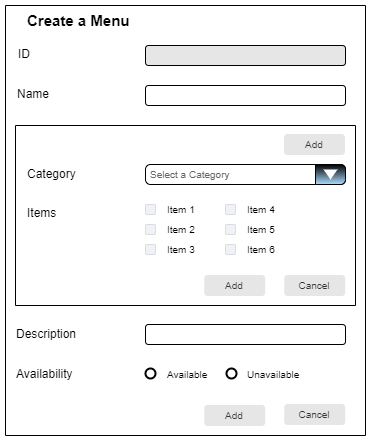 Create a Menu
ID
Name
Add
Category Select a Category
Items Item 1 Item 4
Item 2 Item 5
Item 3 Item 6
Add Cancel
Description
Availability Available Unavailable
Add Cancel